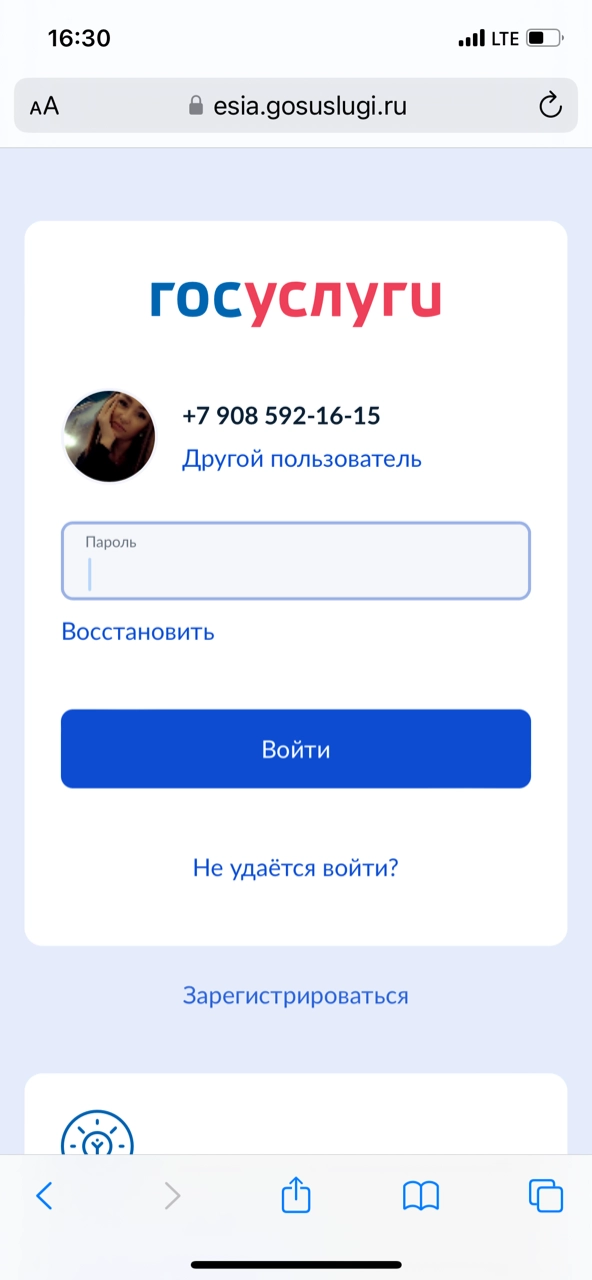 16:30
LTE
AA
esia.gosuslugi.ru
госуслуги
+7 908 592-16-15
Другой пользователь
Пароль
Восстановить
Войти
Не удаётся войти?
Зарегистрироваться